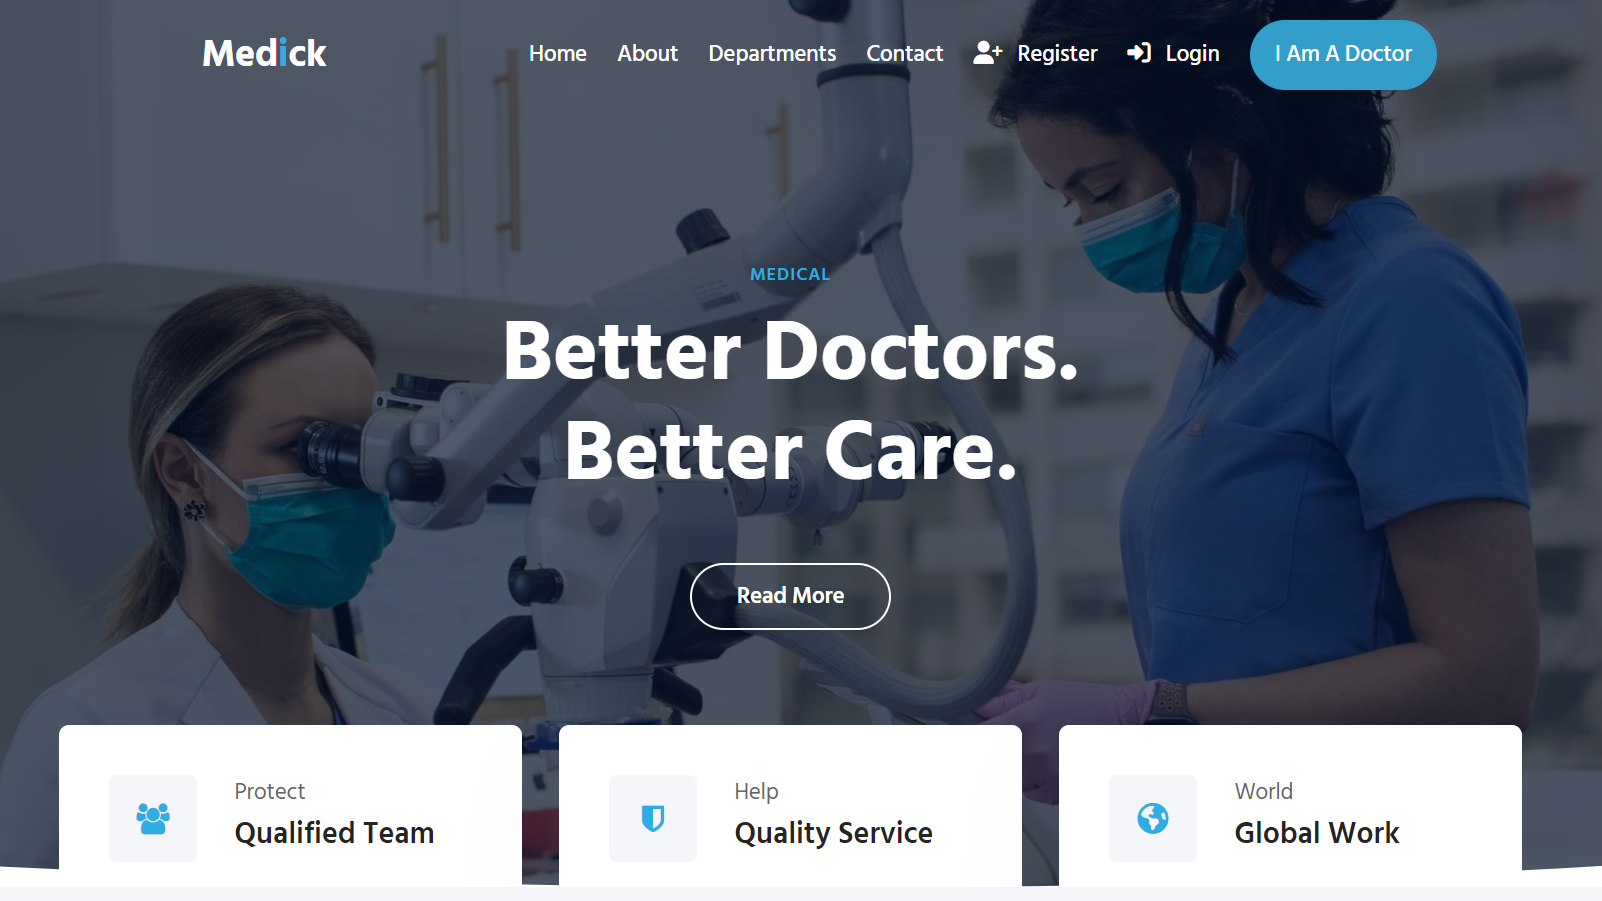 Medick
Home
About
Departments
Contact
Register
Login
I Am A Doctor
MEDICAL
Better Doctors.
Better Care.
Read More
Protect
Qualified Team
Help
Quality Service
World
Global Work